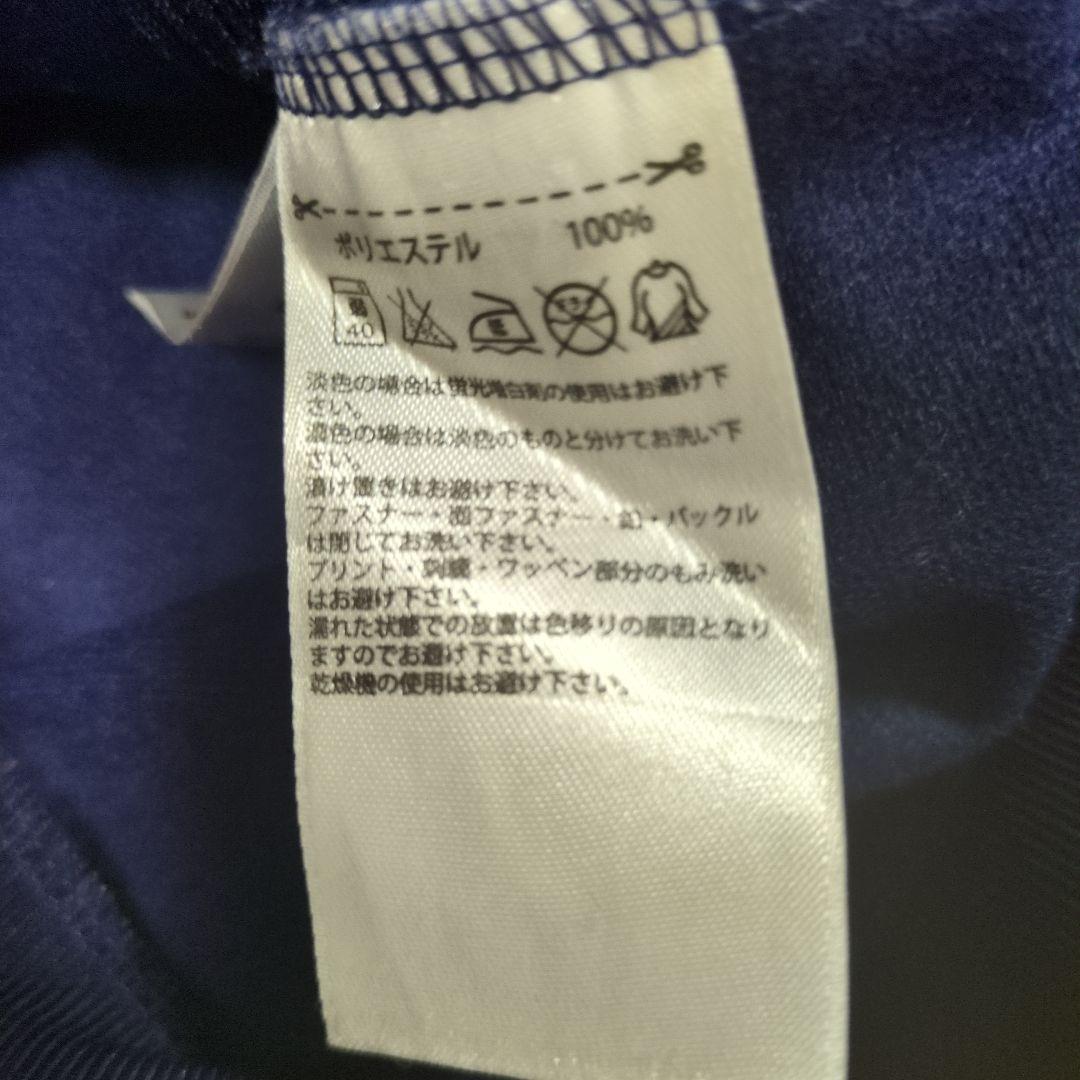 ポリエステル 100%
弱
40
淡色の場合は蛍光増白剤の使用はお避け下
さい。
濃色の場合は淡色のものと分けてお洗い下
さい。
漬け置きはお避け下さい。
ファスナー・面ファスナー・釦・バックル
は閉じてお洗い下さい。
プリント・刺繍・ワッペン部分のもみ洗い
はお避け下さい。
濡れた状態での放置は色移りの原因となり
ますのでお避け下さい。
乾燥機の使用はお避け下さい。